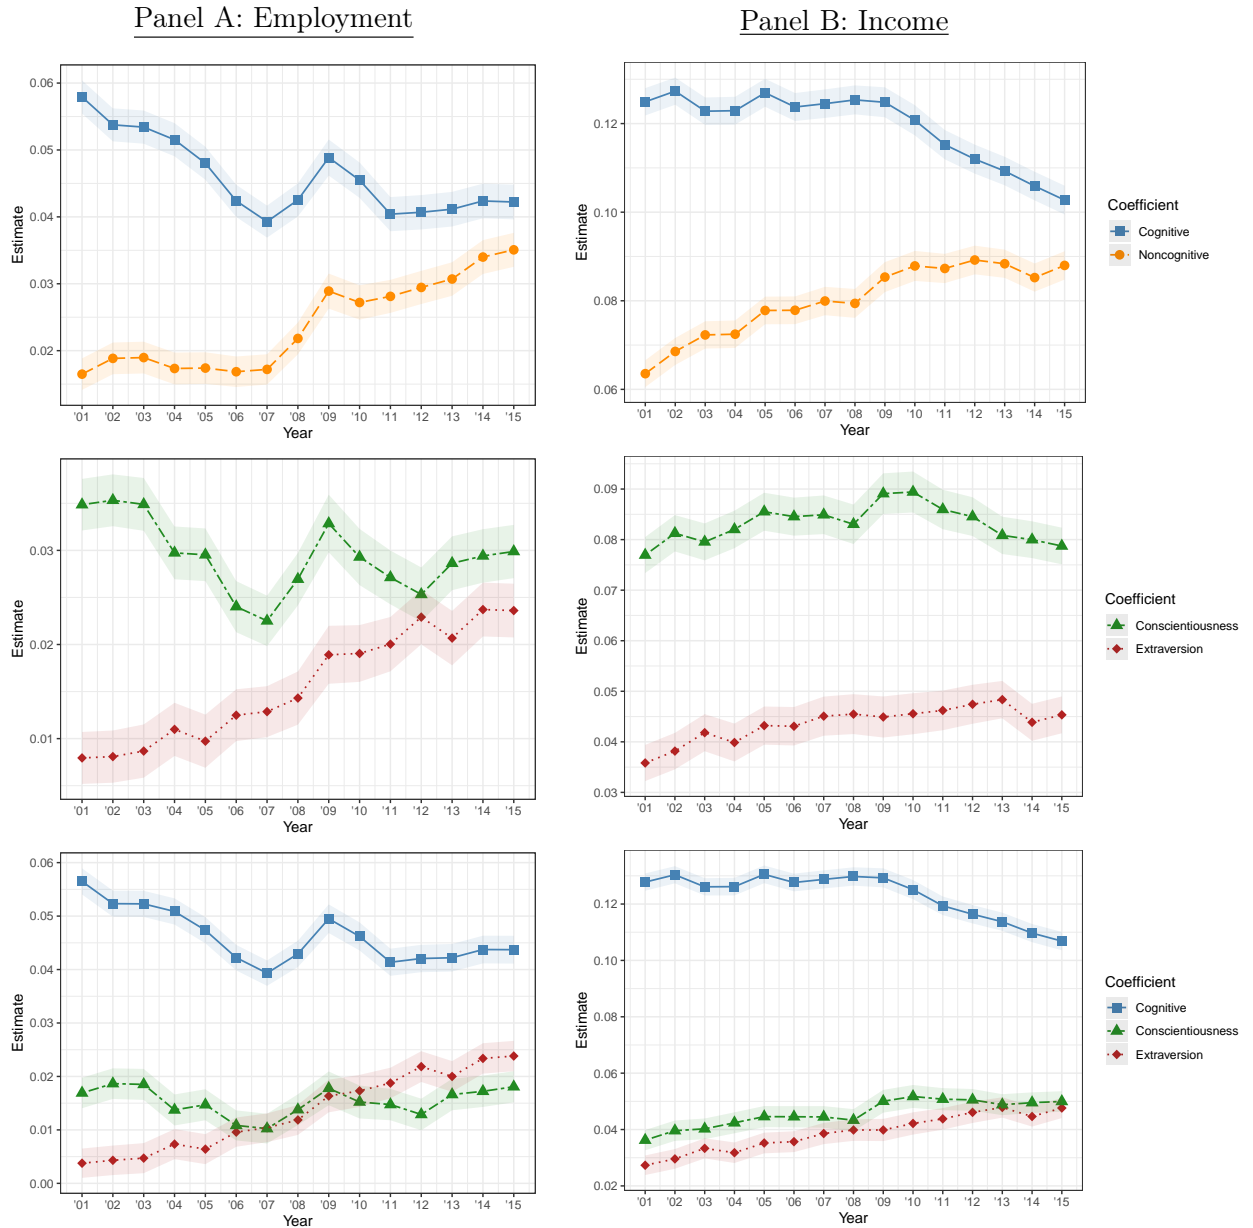 Panel A: Employment
Panel B: Income
0.06
0.05
0.04
0.03
0.02
Estimate
'01 '02 '03 '04 '05 '06 '07 '08 '09 '10 '11 '12 '13 '14 '15
Year
0.12
0.10
0.08
0.06
Estimate
'01 '02 '03 '04 '05 '06 '07 '08 '09 '10 '11 '12 '13 '14 '15
Year
Coefficient
Cognitive
Noncognitive
0.03
0.02
0.01
Estimate
'01 '02 '03 '04 '05 '06 '07 '08 '09 '10 '11 '12 '13 '14 '15
Year
0.09
0.08
0.07
0.06
0.05
0.04
0.03
Estimate
'01 '02 '03 '04 '05 '06 '07 '08 '09 '10 '11 '12 '13 '14 '15
Year
Coefficient
Conscientiousness
Extraversion
0.06
0.05
0.04
0.03
0.02
0.01
0.00
Estimate
'01 '02 '03 '04 '05 '06 '07 '08 '09 '10 '11 '12 '13 '14 '15
Year
0.12
0.10
0.08
0.06
0.04
0.02
Estimate
'01 '02 '03 '04 '05 '06 '07 '08 '09 '10 '11 '12 '13 '14 '15
Year
Coefficient
Cognitive
Conscientiousness
Extraversion